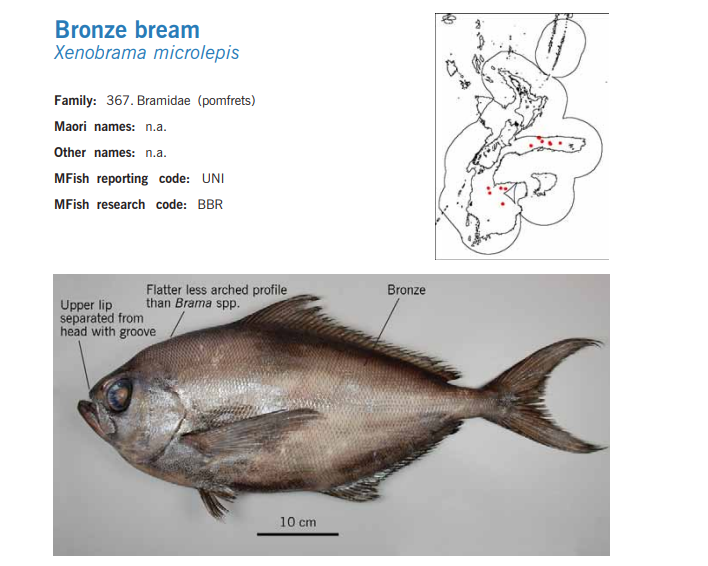 Bronze bream
Xenobrama microlepis
Family: 367. Bramidae (pomfrets)
Maori names: n.a.
Other names: n.a.
MFish reporting code: UNI
MFish research code: BBR
Upper lip
separated from
head with groove
Flatter less arched profile
than Brama spp.
Bronze
10 cm